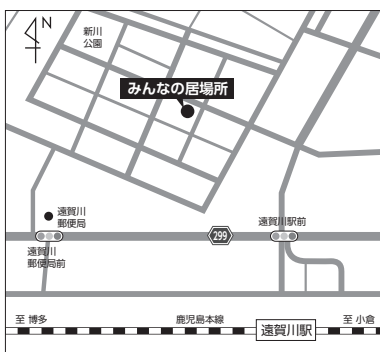 N
新川
公園
みんなの居場所
遠賀川
郵便局
299
遠賀川駅前
遠賀川
郵便局前
至 博多
鹿児島本線
遠賀川駅
至 小倉